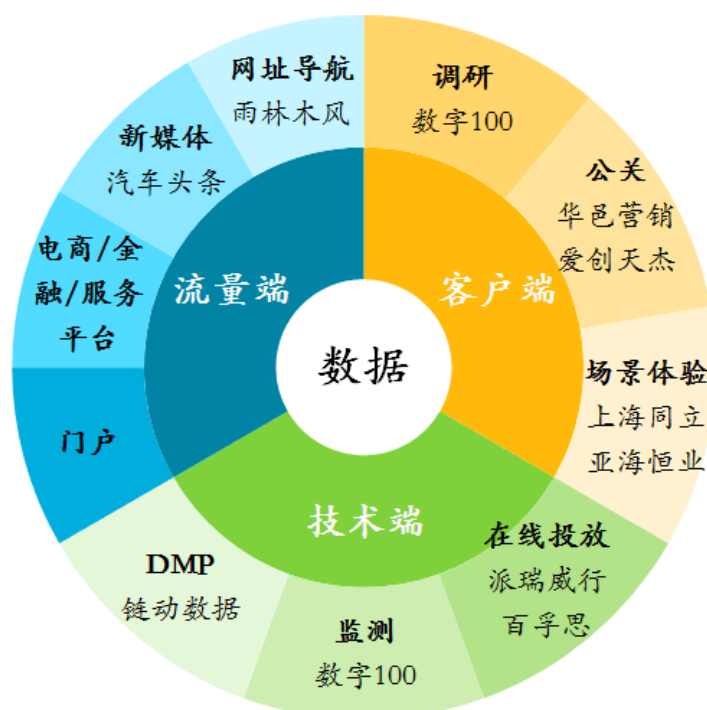 网址导航
雨林木风
调研
数字100
新媒体
汽车头条
公关
华邑营销
爱创天杰
电商/金
融/服务
平台
流量端
客户端
数据
门户
场景体验
上海同立
亚海恒业
技术端
DMP
链动数据
监测
数字100
在线投放
派瑞威行
百孚思